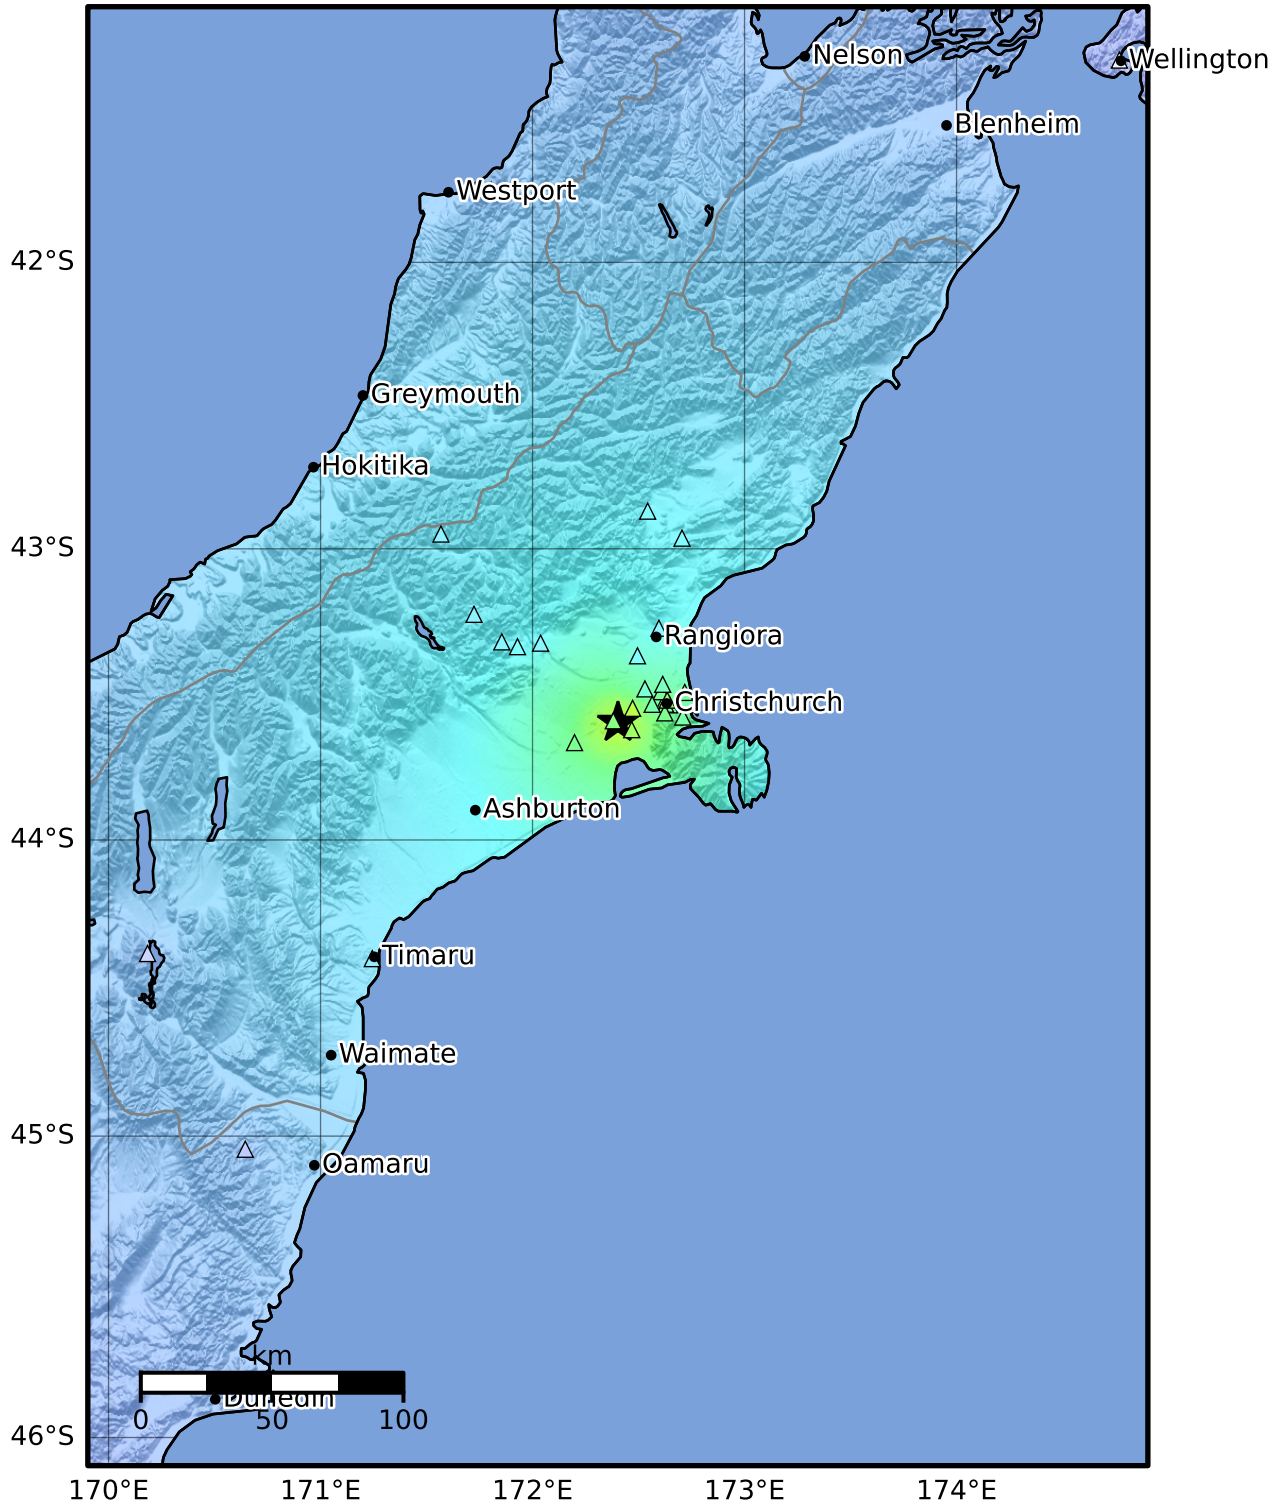 Nelson
Wellington
Blenheim
Westport
42°S
Greymouth
Hokitika
43°S
Rangiora
Christchurch
Ashburton
44°S
Timaru
Waimate
45°S
Oamaru
km
Dunedin
0 50 100
46°S
170°E 171°E 172°E 173°E 174°E